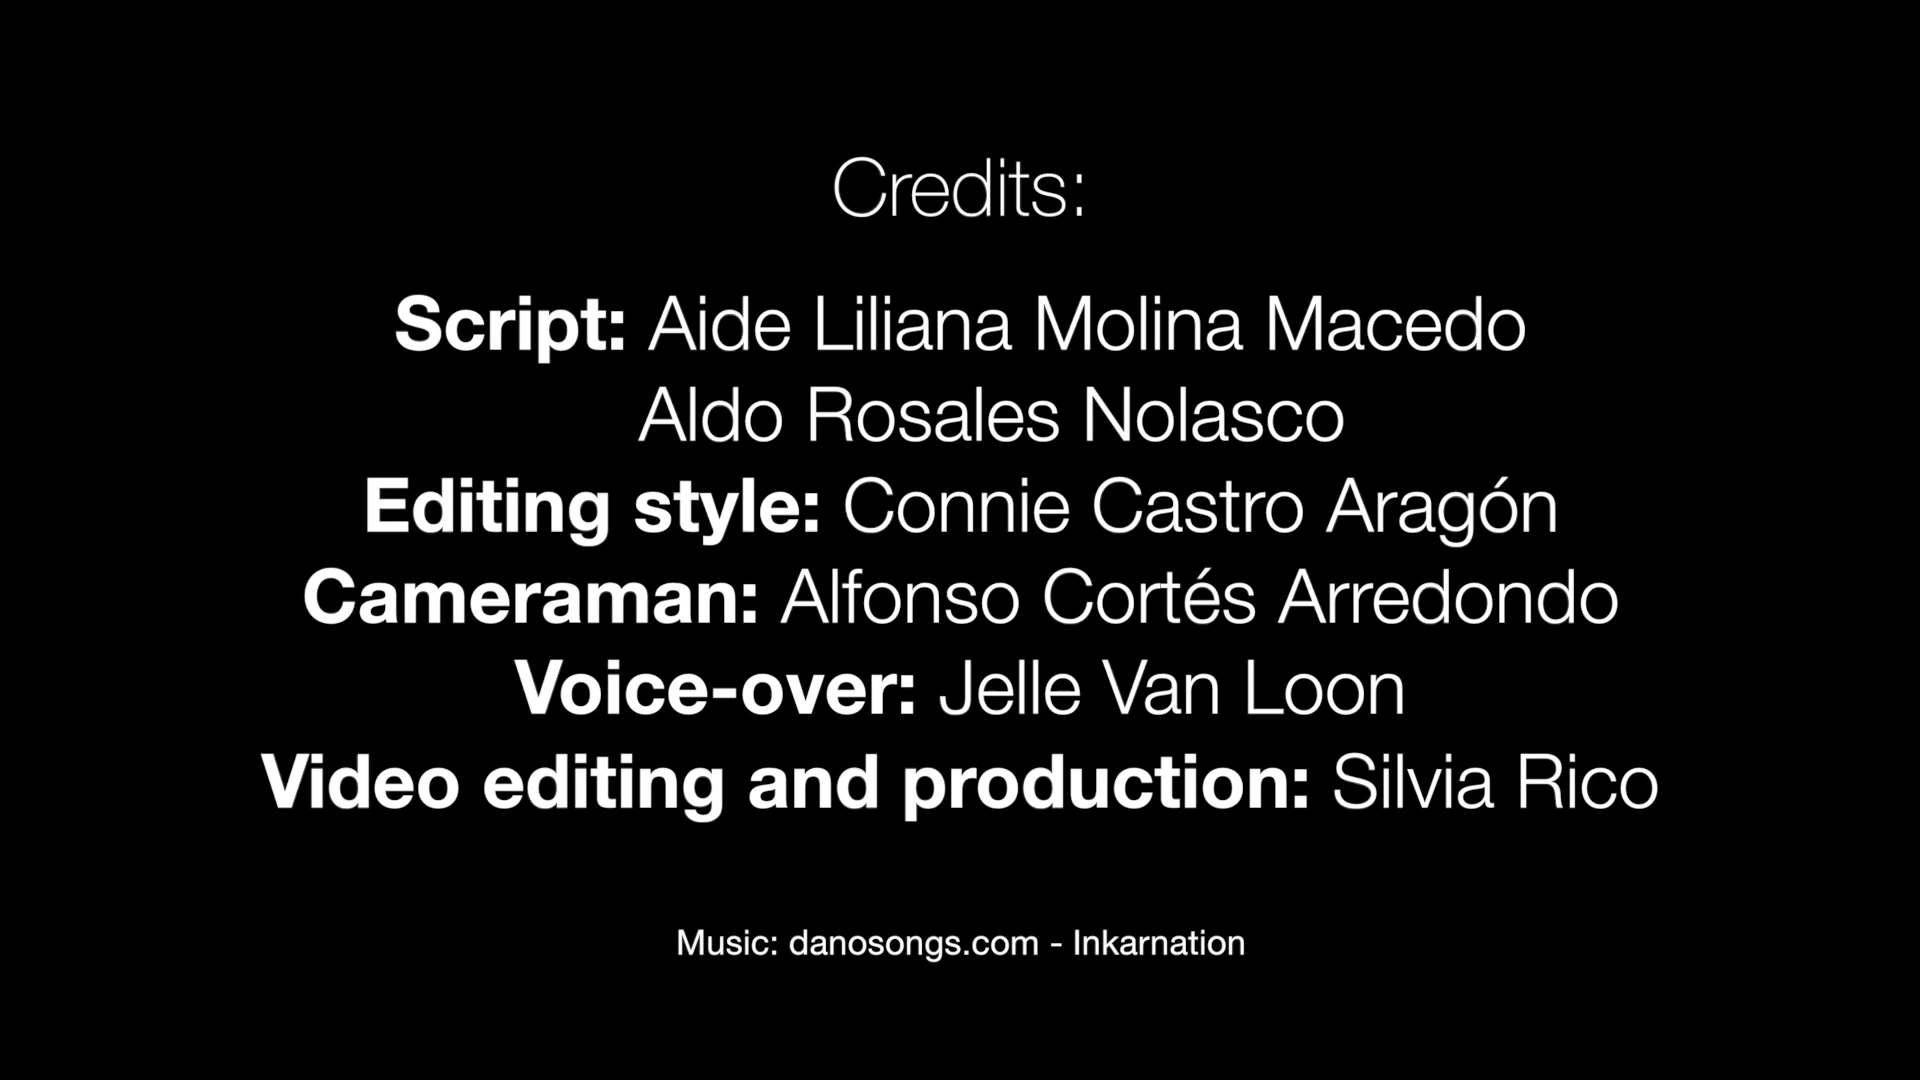 Credits:
Script: Aide Liliana Molina Macedo
Aldo Rosales Nolasco
Editing style: Connie Castro Aragón
Cameraman: Alfonso Cortés Arredondo
Voice-over: Jelle Van Loon
Video editing and production: Silvia Rico
Music: danosongs.com - Inkarnation